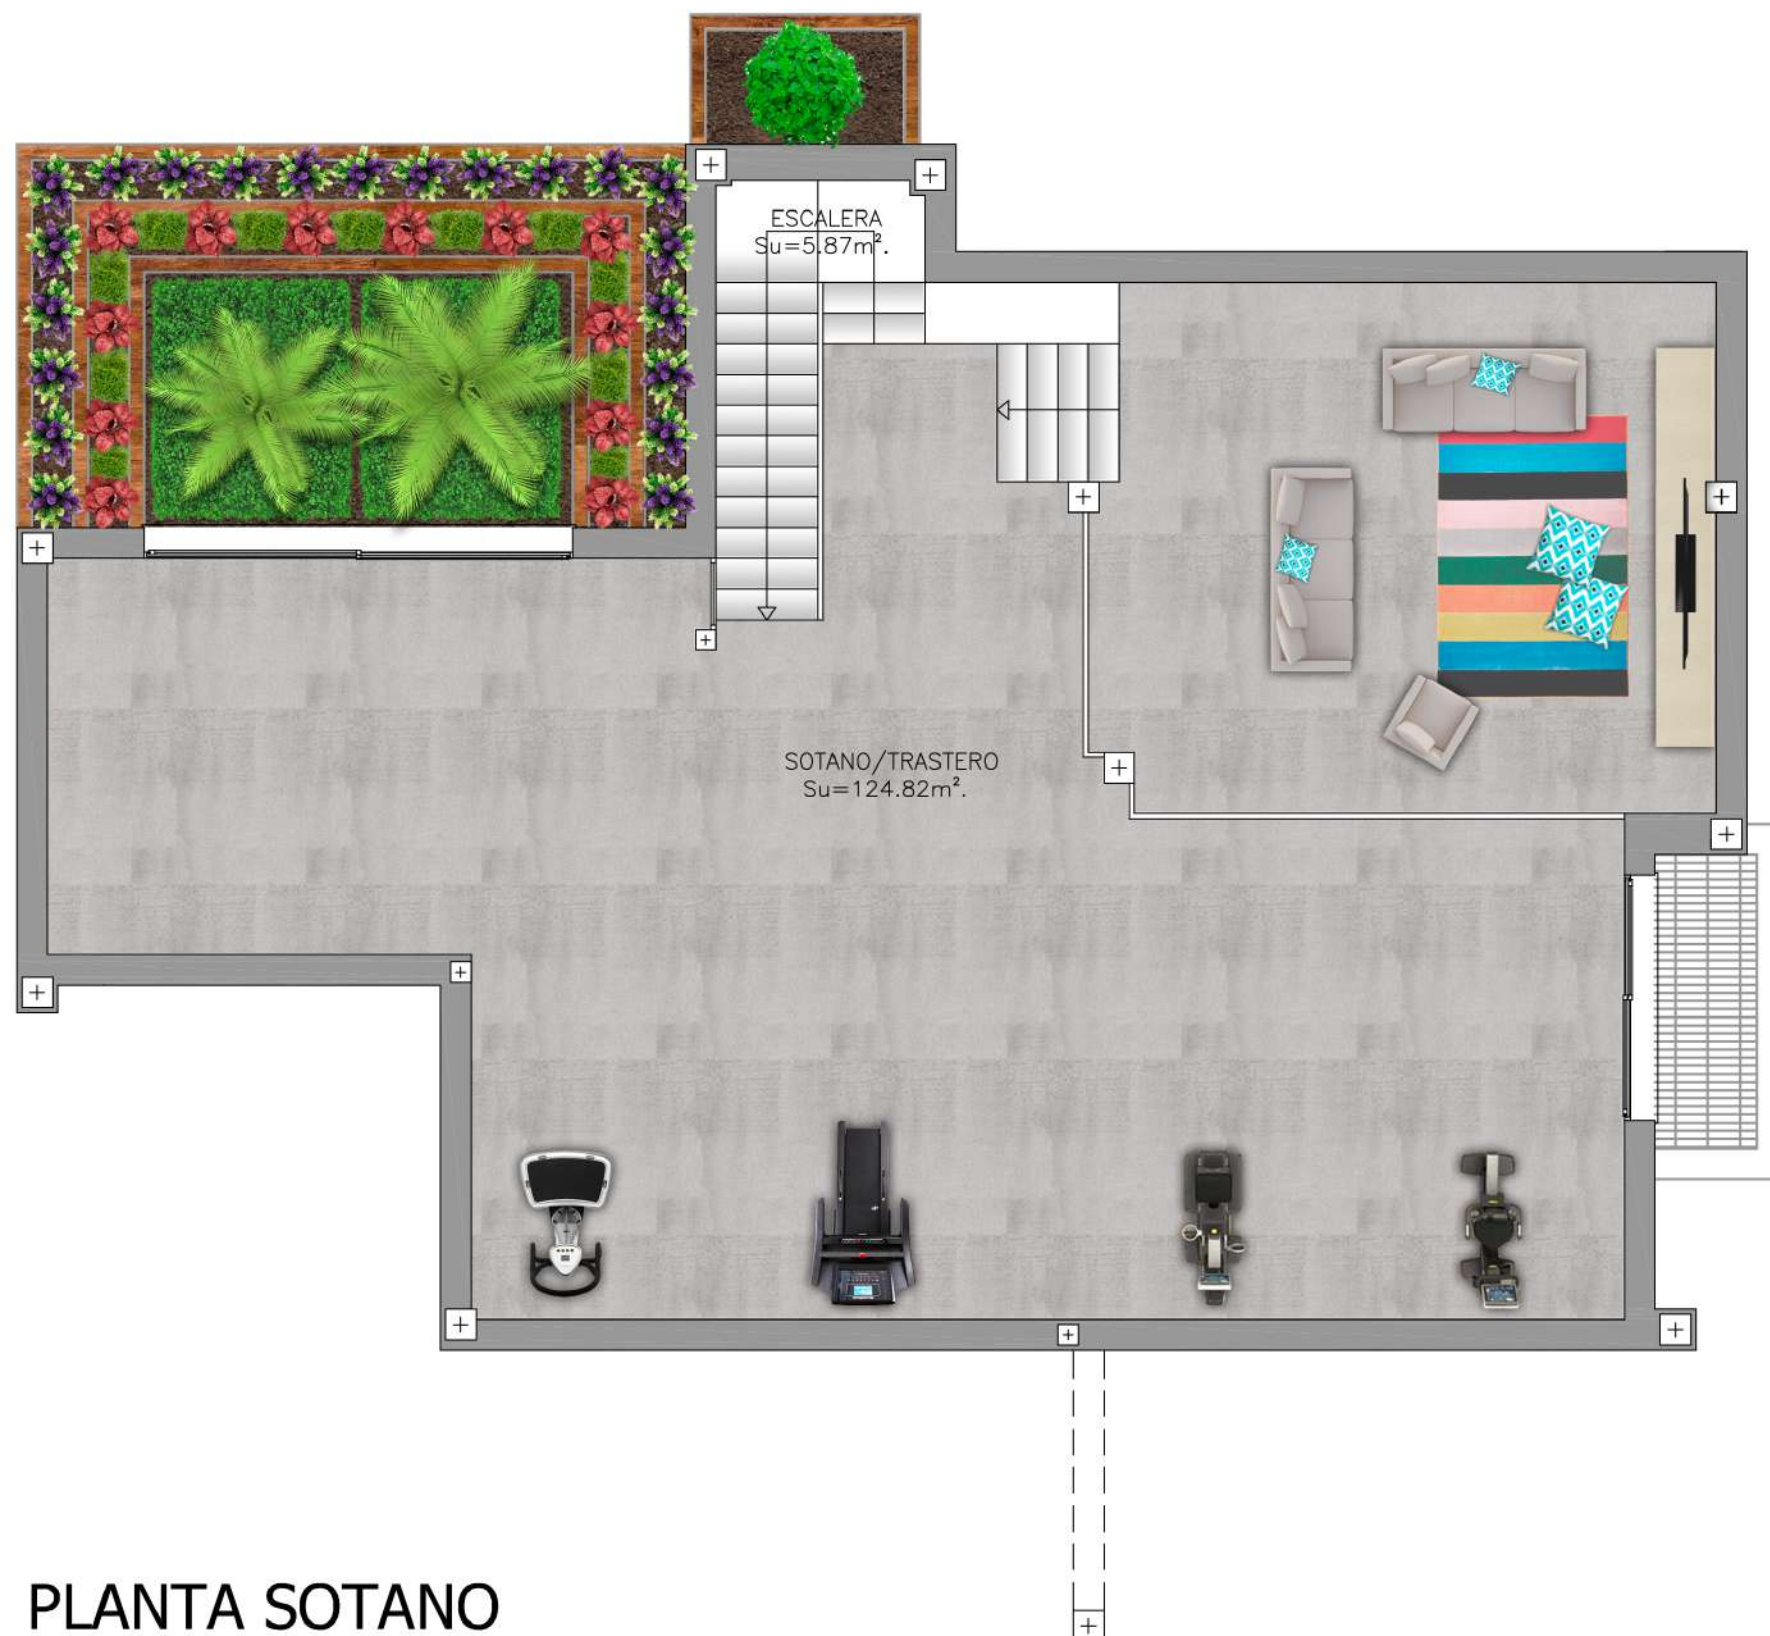 ESCALERA
Su=5.87m².
SOTANO/TRASTERO
Su=124.82m².
PLANTA SOTANO